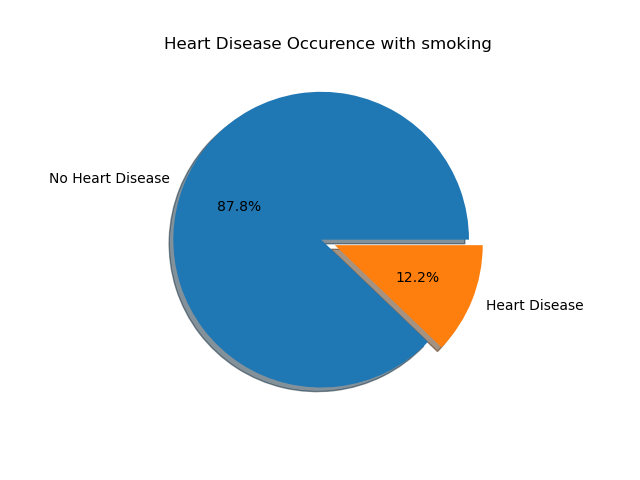 Heart Disease Occurence with smoking
No Heart Disease
87.8%
12.2%
Heart Disease